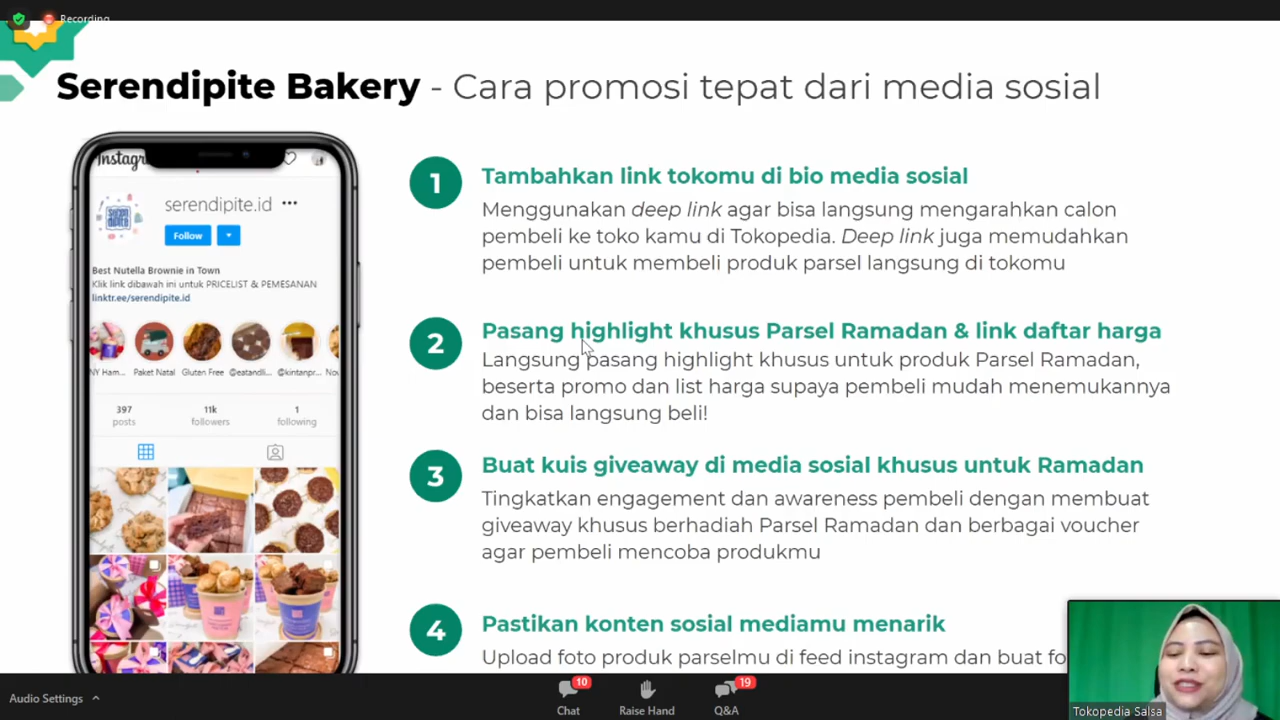 Recording
Serendipite Bakery - Cara promosi tepat dari media sosial
Instagr
serendipite.id
Follow
Best Nutella Brownie in Town
Klik link dibawah ini untuk PRICELIST & PEMESANAN
linktr.ee/serendipite.id
NY Ham... Paket Natal Gluten Free @eatandli... @kintanpr...
397 11k 1
posts followers following
1
Tambahkan link tokomu di bio media sosial
Menggunakan deep link agar bisa langsung mengarahkan calon
pembeli ke toko kamu di Tokopedia. Deep link juga memudahkan
pembeli untuk membeli produk parsel langsung di tokomu
2
Pasang highlight khusus Parsel Ramadan & link daftar harga
Langsung pasang highlight khusus untuk produk Parsel Ramadan,
beserta promo dan list harga supaya pembeli mudah menemukannya
dan bisa langsung beli!
3
Buat kuis giveaway di media sosial khusus untuk Ramadan
Tingkatkan engagement dan awareness pembeli dengan membuat
giveaway khusus berhadiah Parsel Ramadan dan berbagai voucher
agar pembeli mencoba produkmu
4
Pastikan konten sosial mediamu menarik
Upload foto produk parselmu di feed instagram dan buat fo
Tokopedia Salsa
Audio Settings
10
Chat
Raise Hand
19
Q&A